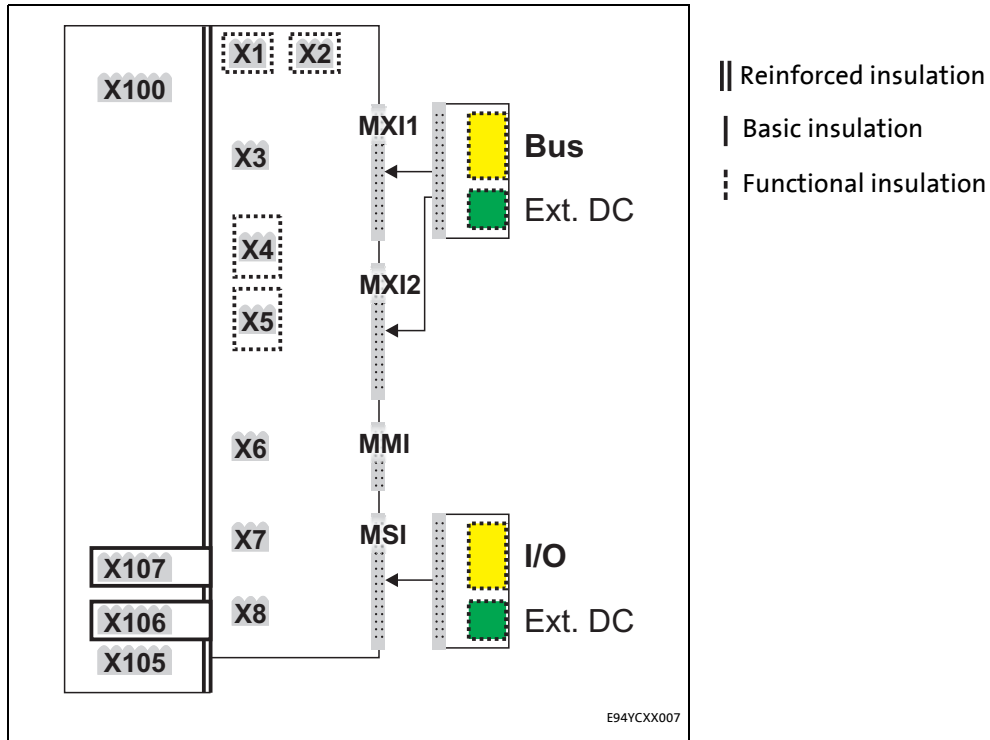 X1 X2
X100
X3
X4
X5
X6
X7
X8
X107
X106
X105
MXI1
MXI2
MMI
MSI
Bus
Ext. DC
I/O
Ext. DC
E94YCXX007
Reinforced insulation
Basic insulation
Functional insulation